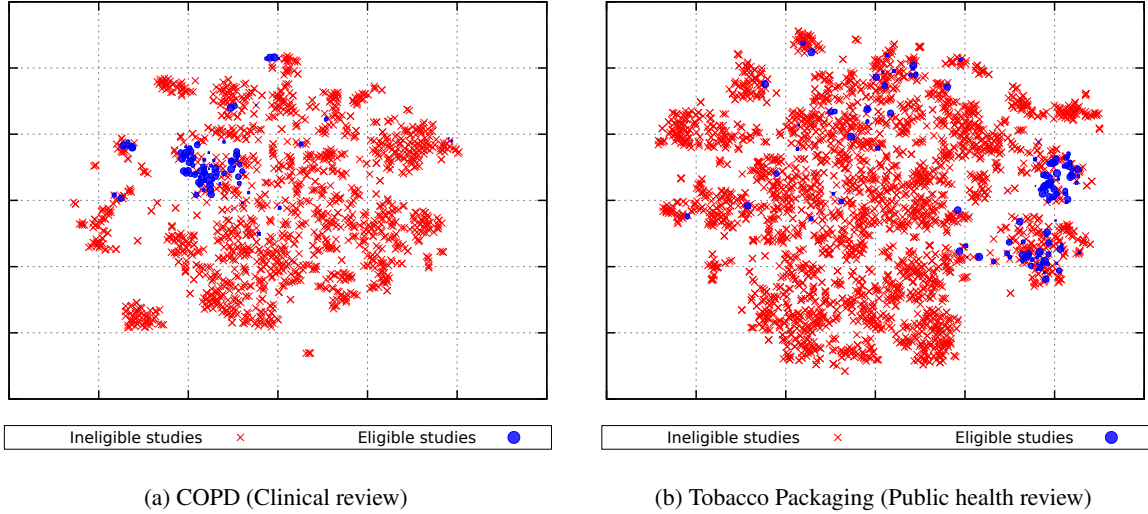 Ineligible studies Eligible studies
Ineligible studies Eligible studies
(a) COPD (Clinical review)
(b) Tobacco Packaging (Public health review)